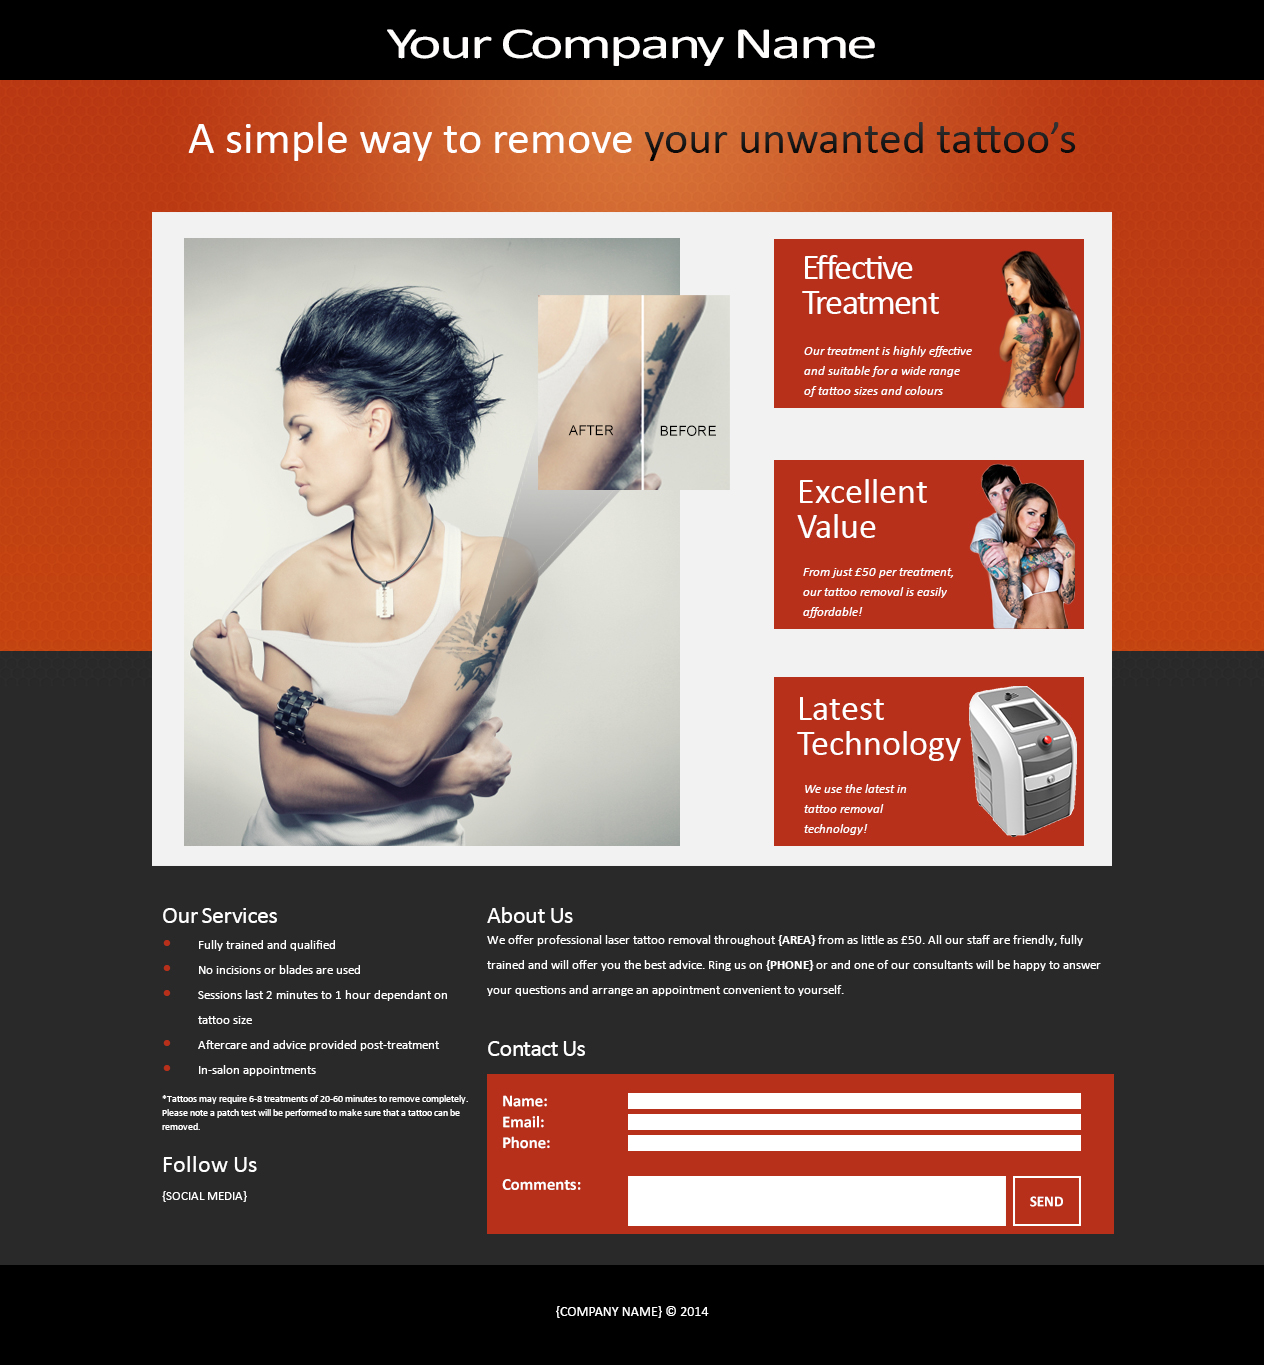 Your Company Name
A simple way to remove your unwanted tattoo's
AFTER
BEFORE
Effective
Treatment
Our treatment is highly effective
and suitable for a wide range
of tattoo sizes and colours
Excellent
Value
From just £50 per treatment,
our tattoo removal is easily
affordable!
Latest
Technology
We use the latest in
tattoo removal
technology!
Our Services
Fully trained and qualified
No incisions or blades are used
Sessions last 2 minutes to 1 hour dependant on
tattoo size
Aftercare and advice provided post-treatment
In-salon appointments
*Tattoos may require 6-8 treatments of 20-60 minutes to remove completely.
Please note a patch test will be performed to make sure that a tattoo can be
removed.
Follow Us
{SOCIAL MEDIA}
About Us
We offer professional laser tattoo removal throughout {AREA} from as little as £50. All our staff are friendly, fully
trained and will offer you the best advice. Ring us on {PHONE} or and one of our consultants will be happy to answer
your questions and arrange an appointment convenient to yourself.
Contact Us
Name:
Email:
Phone:
Comments:
SEND
{COMPANY NAME} © 2014